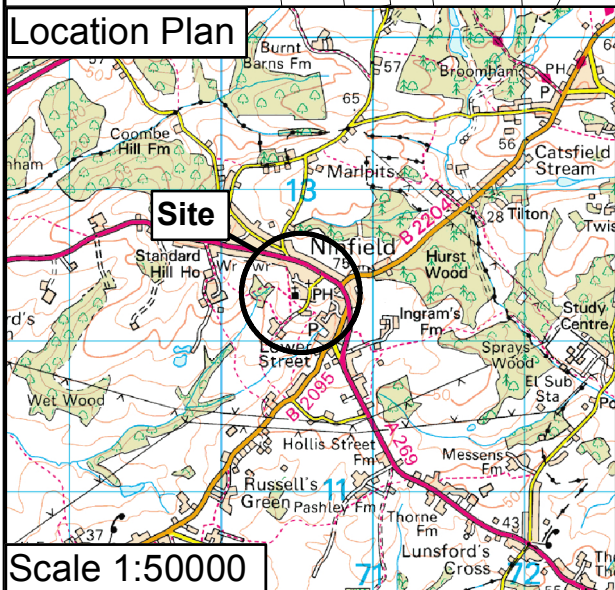 Location Plan
Burnt
Barns Fm
57
PH
Broomham
P
65
56
Coombe
Hill Fm
Catsfield
Stream
Marlpits
13
B 2204
28 Tilton
Site
Ninfield
75
Standard
Hill Ho
Wr
Wr
Hurst
Wood
PH
Ingram's
Fm
Study
Centre
P
Lower
Street
Sprays
Wood
El Sub
Sta
Wet Wood
B 2095
A 269
Hollis Street
Fm
Messens
Fm
Russell's
Green
11
Pashley Fm
Thorne
Fm
43
37
Lunsford's
Cross
Scale 1:50000
71
72